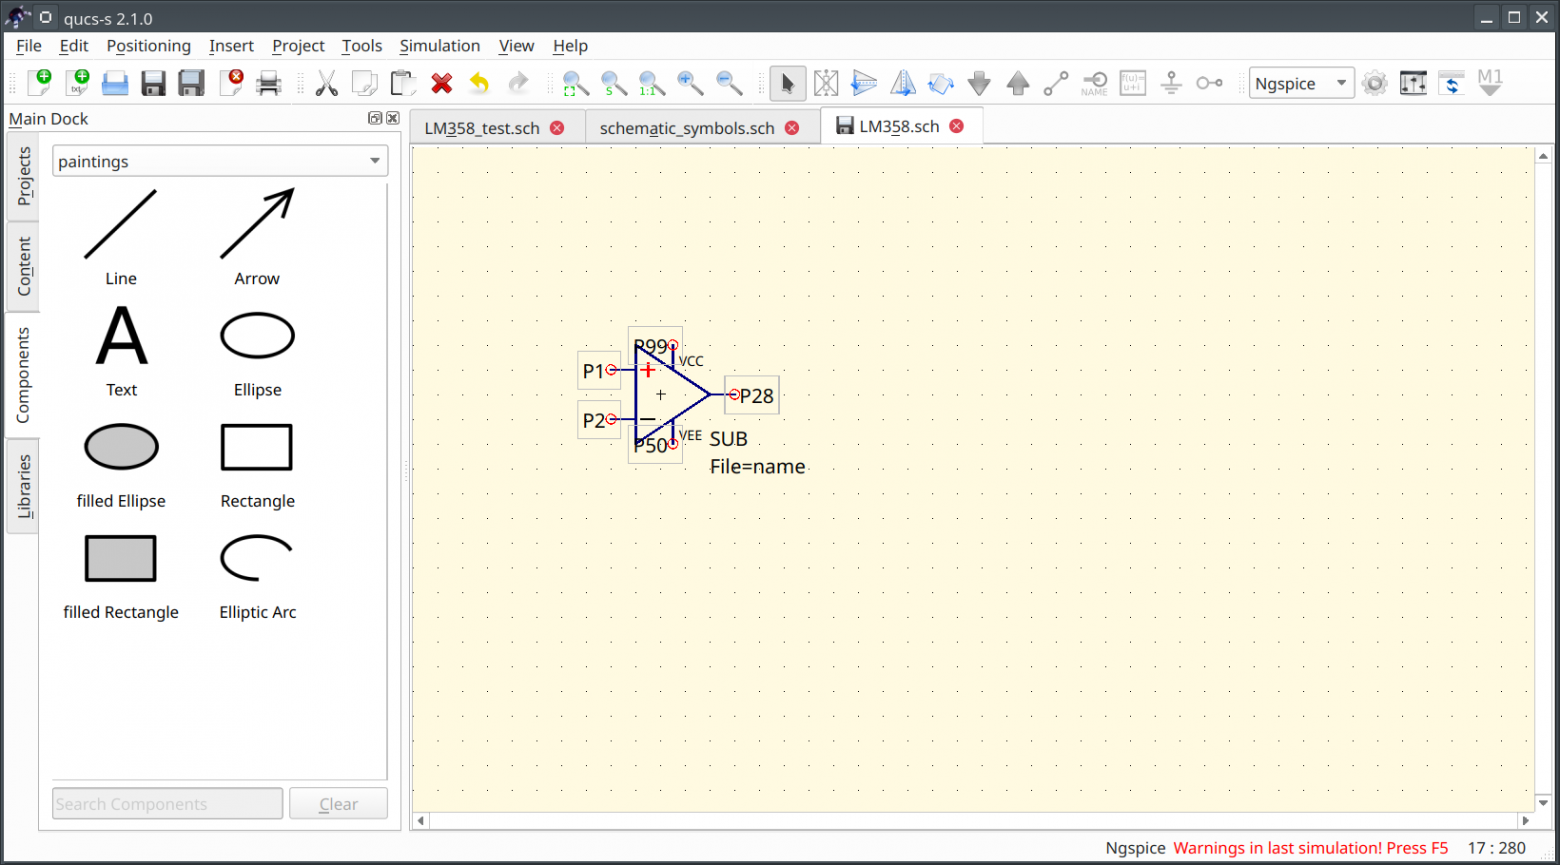 qucs-s 2.1.0
File Edit Positioning Insert Project Tools Simulation View Help
txt S 1:1 NAME f(u)= u+i Ngspice M1
Main Dock
LM358_test.sch schematic_symbols.sch LM358.sch
Projects
Content
Components
Libraries
paintings
Line Arrow
A
Text Ellipse
filled Ellipse Rectangle
filled Rectangle Elliptic Arc
Search Components Clear
P99
VCC
P1 +
+ P28
P2 −
P50 VEE
SUB
File=name
Ngspice Warnings in last simulation! Press F5 17 : 280